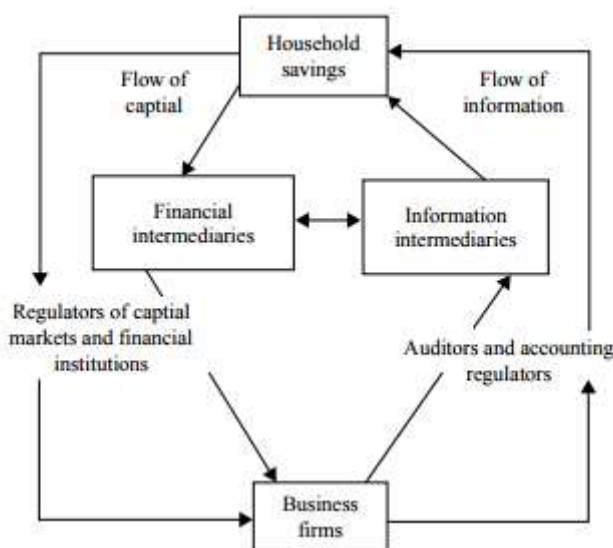 Household
savings
Flow of
captial
Flow of
information
Financial
intermediaries
Information
intermediaries
Regulators of captial
markets and financial
institutions
Auditors and accounting
regulators
Business
firms